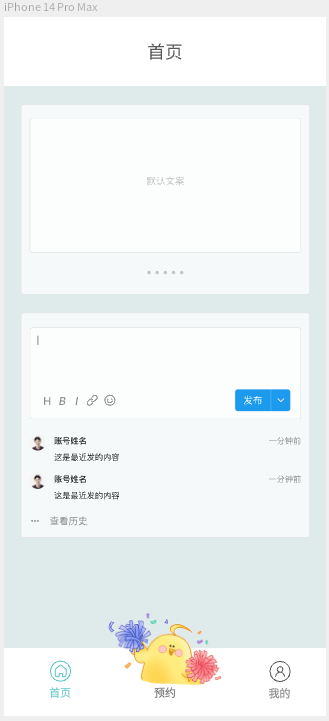 iPhone 14 Pro Max
首页
默认文案
H B I
发布
账号姓名 一分钟前
这是最近发的内容
账号姓名 一分钟前
这是最近发的内容
查看历史
首页 预约 我的